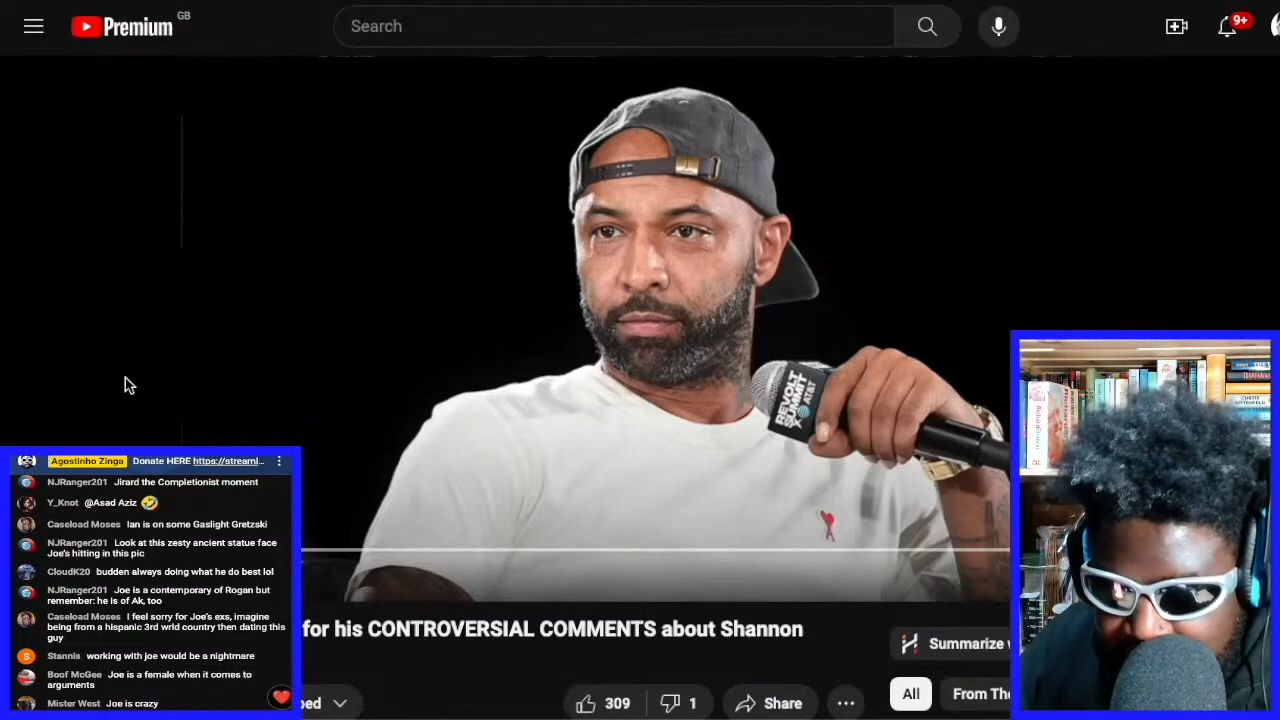 Premium GB
Search
9+
REVOLT
SUMMIT
X AT&T
for his CONTROVERSIAL COMMENTS about Shannon
Summarize
309
1
Share
All
From The
Agostinho Zinga Donate HERE https://streaml...
NJRanger201 Jirard the Completionist moment
Y_Knot @Asad Aziz
Caseload Moses Ian is on some Gaslight Gretzski
NJRanger201 Look at this zesty ancient statue face
Joe's hitting in this pic
CloudK20 budden always doing what he do best lol
NJRanger201 Joe is a contemporary of Rogan but
remember: he is of Ak, too
Caseload Moses I feel sorry for Joe's exs, imagine
being from a hispanic 3rd wrld country then dating this
guy
S
Stannis working with joe would be a nightmare
Boof McGee Joe is a female when it comes to
arguments
Mister West Joe is crazy